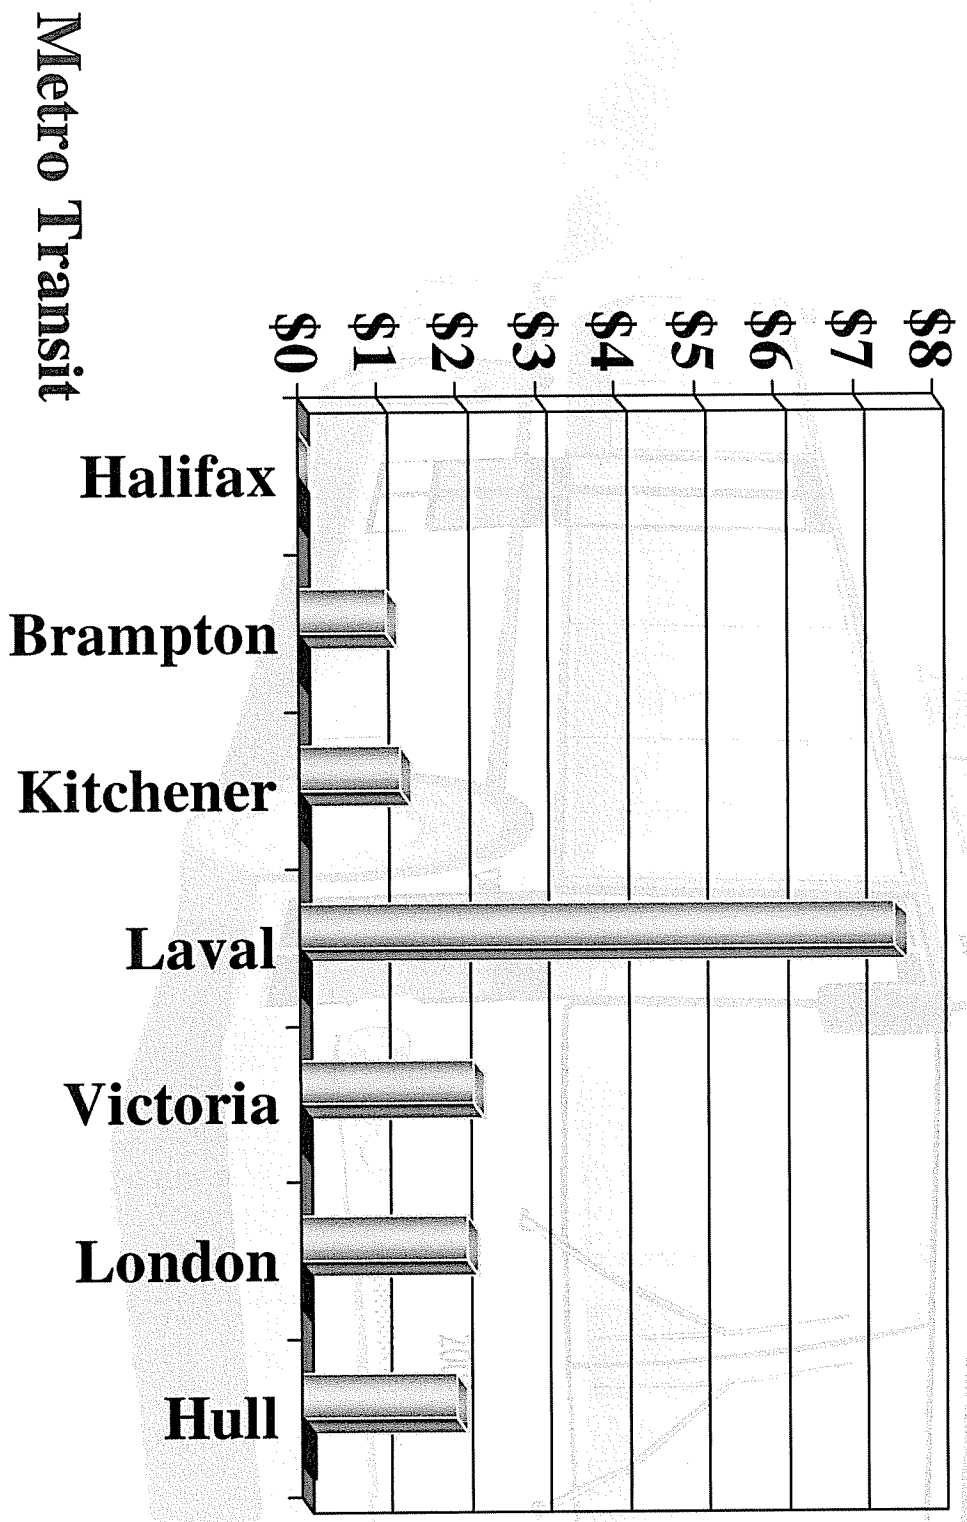 $8
$7
$6
$5
$4
$3
$2
$1
$0
Halifax
Brampton
Kitchener
Laval
Victoria
London
Hull
Metro Transit